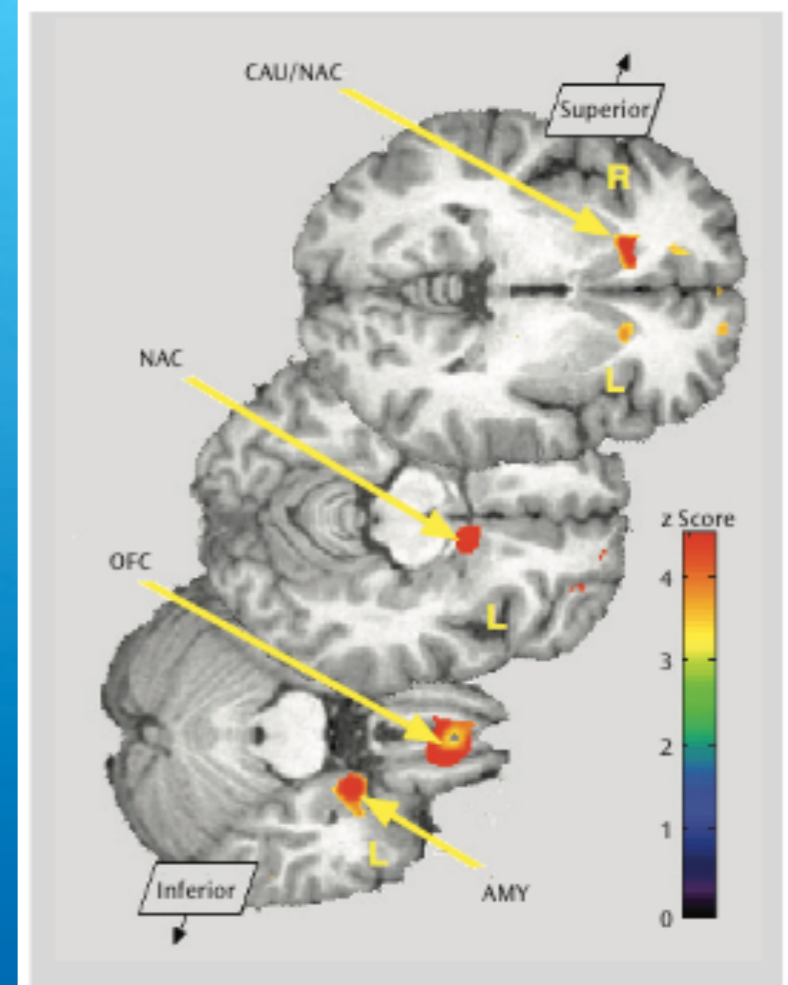 CAU/NAC
Superior
R
NAC
L
z Score
OFC
4
L
3
2
1
L
Inferior
AMY
0